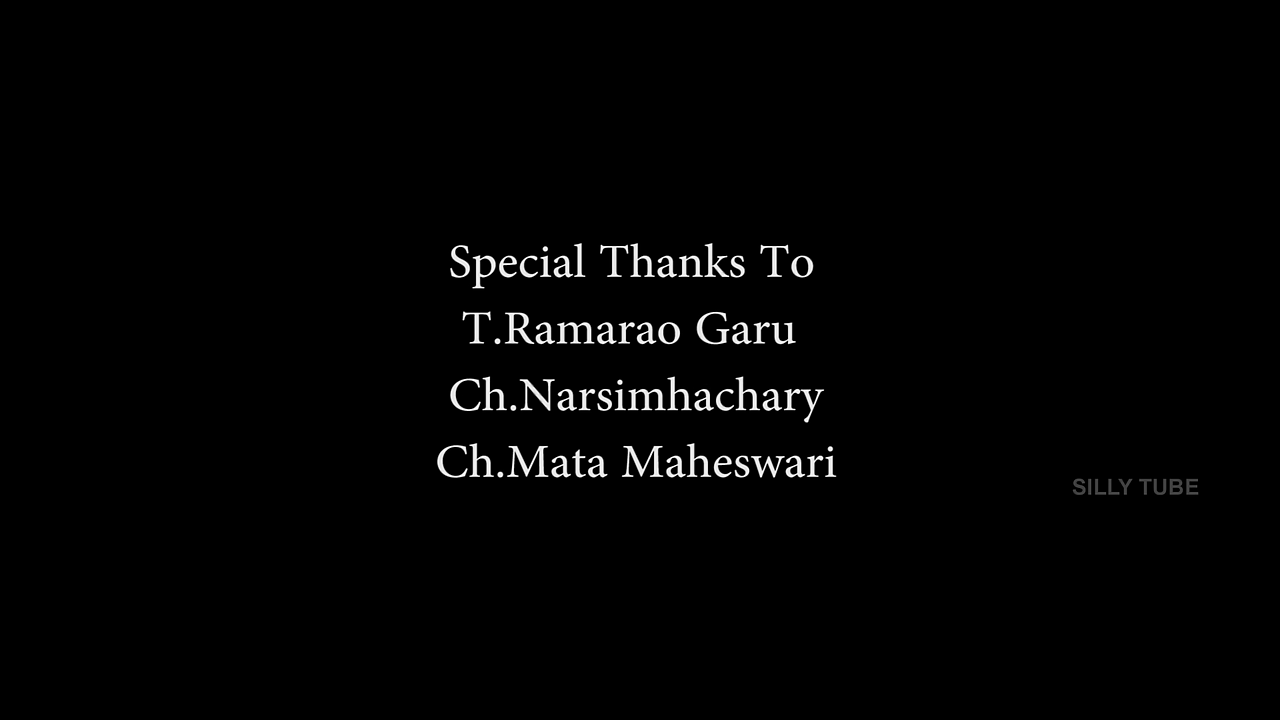 Special Thanks To
T.Ramarao Garu
Ch.Narsimhachary
Ch.Mata Maheswari
SILLY TUBE